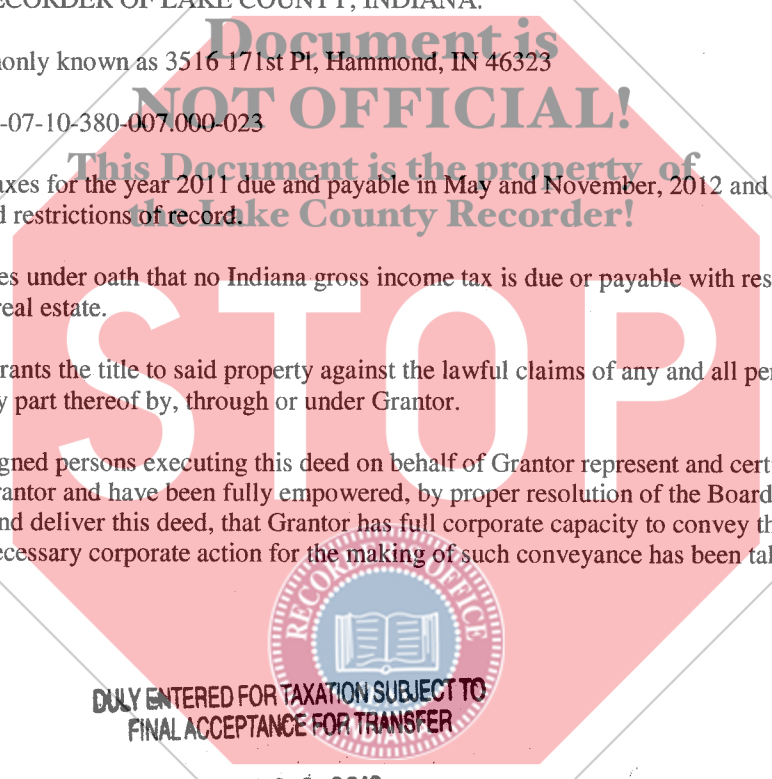 RECORDER OF LAKE COUNTY, INDIANA.
Document is
only known as 3516 171st Pl, Hammond, IN 46323
NOT OFFICIAL!
-07-10-380-007.000-023
This Document is the property of
axes for the year 2011 due and payable in May and November, 2012 and
the Lake County Recorder!
restrictions of record.
es under oath that no Indiana gross income tax is due or payable with res
real estate.
STOP
rants the title to said property against the lawful claims of any and all per
y part thereof by, through or under Grantor.
gned persons executing this deed on behalf of Grantor represent and cert
rantor and have been fully empowered, by proper resolution of the Board
nd deliver this deed, that Grantor has full corporate capacity to convey th
ecessary corporate action for the making of such conveyance has been tak
RECORDER'S OFFICE
DULY ENTERED FOR TAXATION SUBJECT TO
FINAL ACCEPTANCE FOR TRANSFER
INDIANA